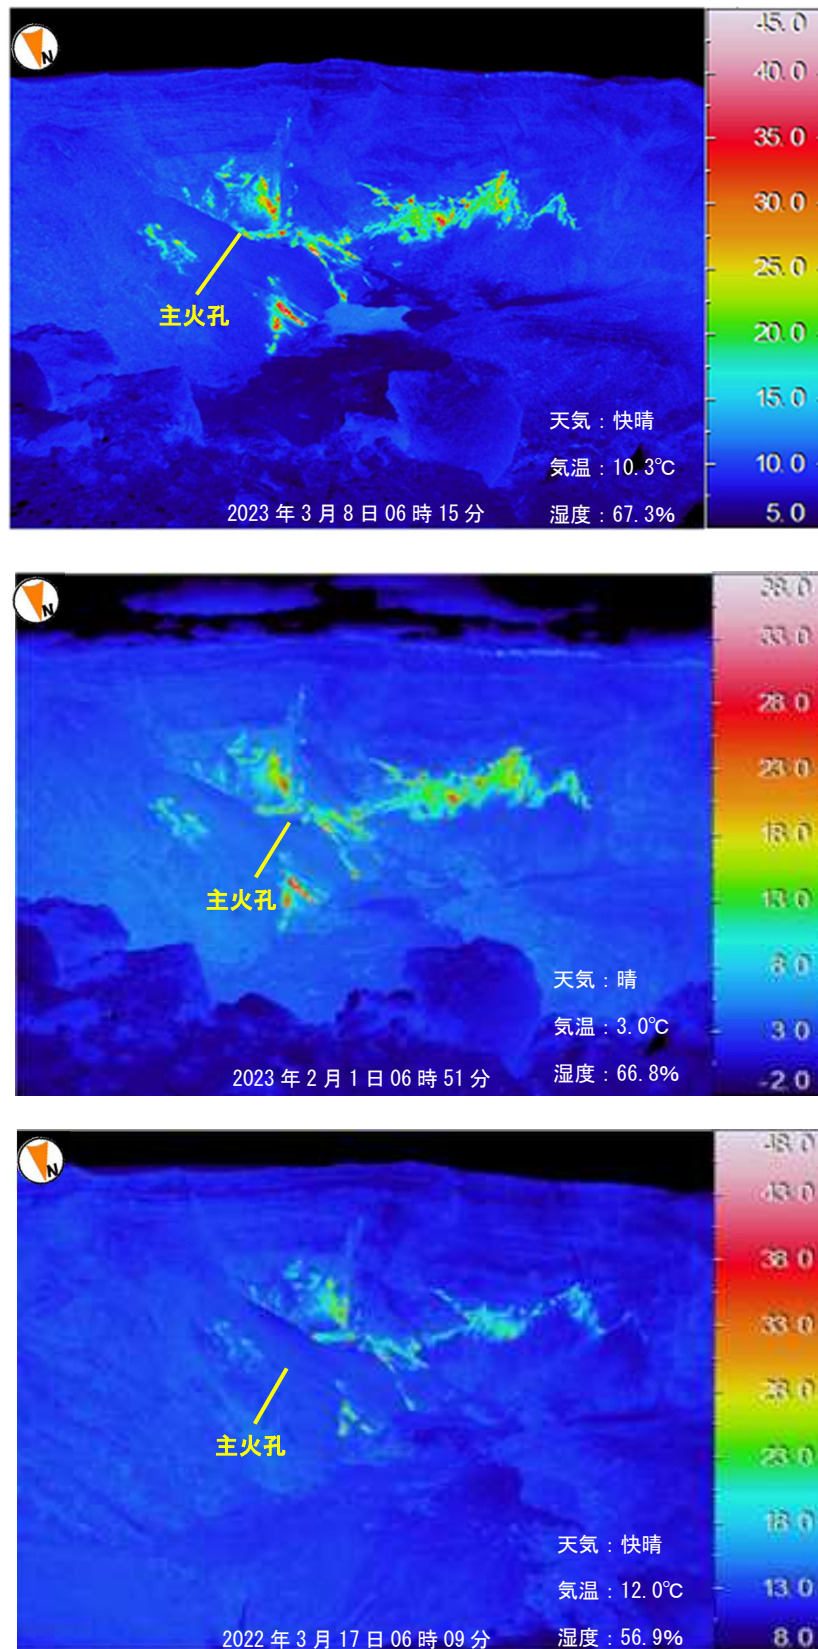 N
45.0
40.0
35.0
30.0
25.0
20.0
15.0
10.0
5.0
主火孔
天気：快晴
気温：10.3℃
2023年3月8日06時15分
湿度：67.3%
N
38.0
33.0
28.0
23.0
18.0
13.0
8.0
3.0
-2.0
主火孔
天気：晴
気温：3.0℃
2023年2月1日06時51分
湿度：66.8%
N
48.0
43.0
38.0
33.0
28.0
23.0
18.0
13.0
8.0
主火孔
天気：快晴
気温：12.0℃
2022年3月17日06時09分
湿度：56.9%